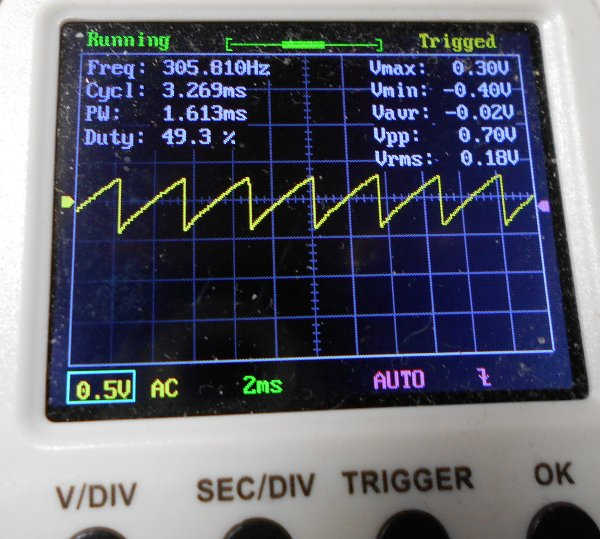 Running Triggered
Freq: 305.810Hz Vmax: 0.30V
Cycl: 3.269ms Vmin: -0.40V
PW: 1.613ms Vavr: -0.02V
Duty: 49.3 % Vpp: 0.70V
Vrms: 0.18V
0.5V AC 2ms AUTO
V/DIV SEC/DIV TRIGGER OK